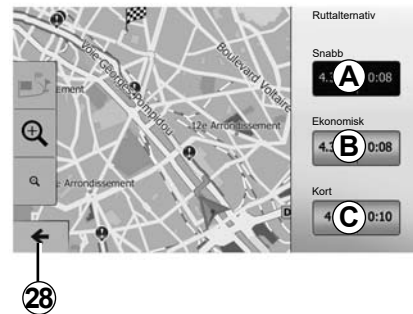 Ruttalternativ
Snabb
4. A 0:08
Ekonomisk
4. B 0:08
Kort
4 C 0:10
Voie Georges Pompidou
Boulevard Voltaire
12e Arrondissement
e Arrondissement
ement
D
28